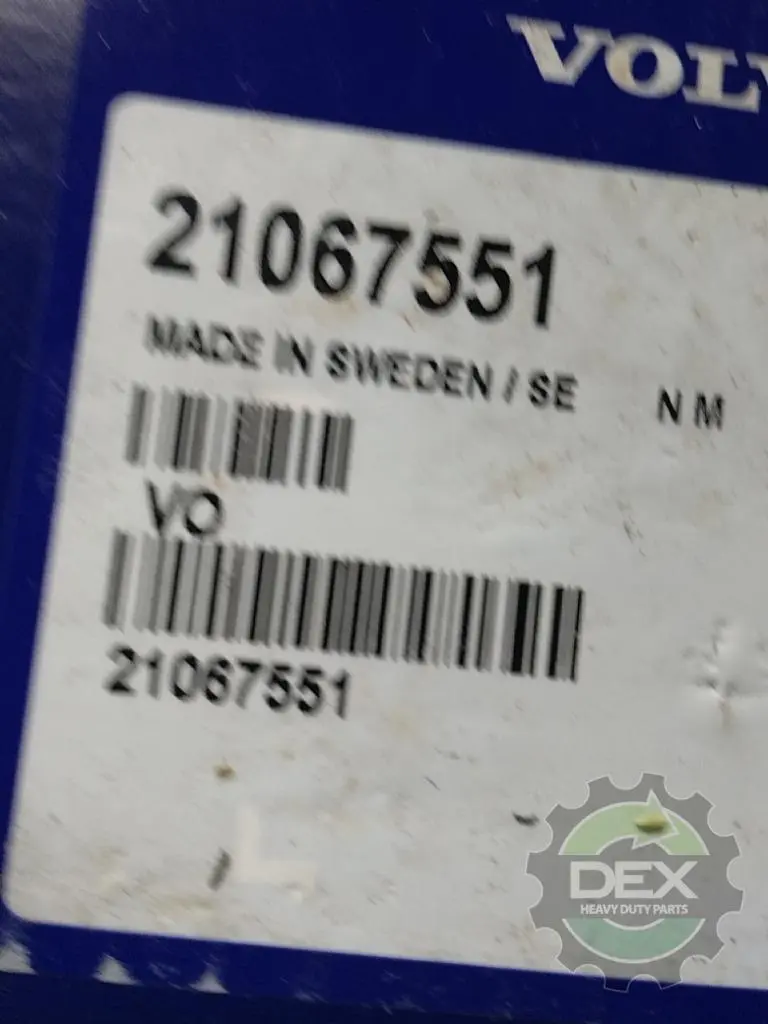 VOLV
21067551
MADE IN SWEDEN / SE N M
VO
21067551
L
DEX
HEAVY DUTY PARTS